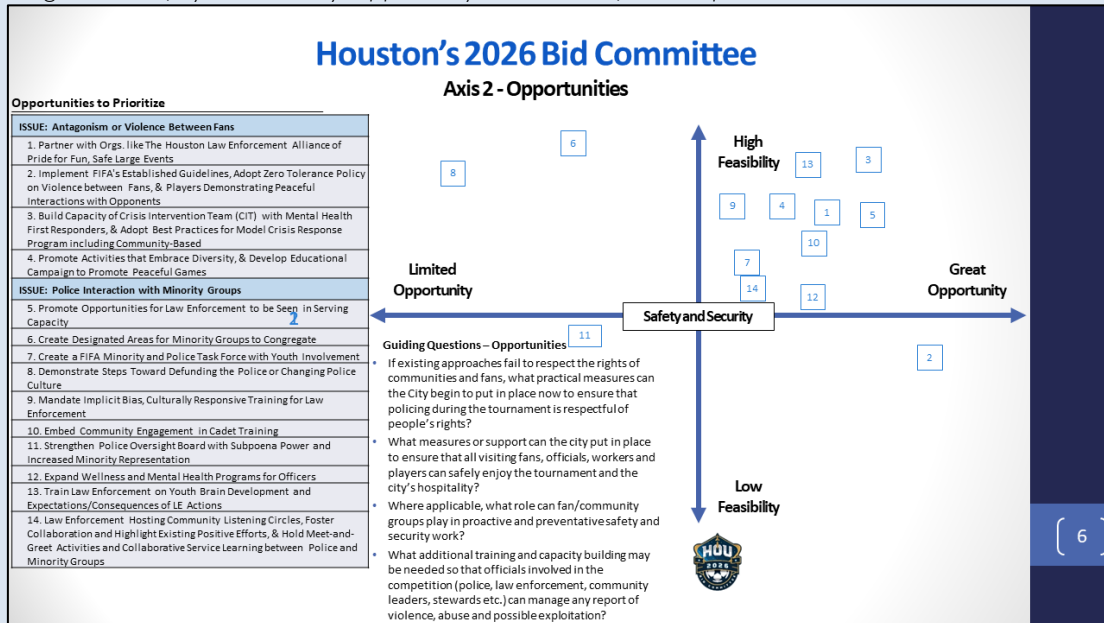 Houston's 2026 Bid Committee
Axis 2 - Opportunities
Opportunities to Prioritize
ISSUE: Antagonism or Violence Between Fans
1. Partner with Orgs. like The Houston Law Enforcement Alliance of
Pride for Fun, Safe Large Events
2. Implement FIFA's Established Guidelines, Adopt Zero Tolerance Policy
on Violence between Fans, & Players Demonstrating Peaceful
Interactions with Opponents
3. Build Capacity of Crisis Intervention Team (CIT) with Mental Health
First Responders, & Adopt Best Practices for Model Crisis Response
Program including Community-Based
4. Promote Activities that Embrace Diversity, & Develop Educational
Campaign to Promote Peaceful Games
ISSUE: Police Interaction with Minority Groups
5. Promote Opportunities for Law Enforcement to be Seen in Serving
Capacity
2
6. Create Designated Areas for Minority Groups to Congregate
7. Create a FIFA Minority and Police Task Force with Youth Involvement
8. Demonstrate Steps Toward Defunding the Police or Changing Police
Culture
9. Mandate Implicit Bias, Culturally Responsive Training for Law
Enforcement
10. Embed Community Engagement in Cadet Training
11. Strengthen Police Oversight Board with Subpoena Power and
Increased Minority Representation
12. Expand Wellness and Mental Health Programs for Officers
13. Train Law Enforcement on Youth Brain Development and
Expectations/Consequences of LE Actions
14. Law Enforcement Hosting Community Listening Circles, Foster
Collaboration and Highlight Existing Positive Efforts, & Hold Meet-and-
Greet Activities and Collaborative Service Learning between Police and
Minority Groups
6
8
High
Feasibility
13
3
9
4
1
5
10
7
14
12
Limited
Opportunity
Great
Opportunity
Safety and Security
11
2
Guiding Questions – Opportunities
• If existing approaches fail to respect the rights of
communities and fans, what practical measures can
the City begin to put in place now to ensure that
policing during the tournament is respectful of
people's rights?
• What measures or support can the city put in place
to ensure that all visiting fans, officials, workers and
players can safely enjoy the tournament and the
city's hospitality?
• Where applicable, what role can fan/community
groups play in proactive and preventative safety and
security work?
• What additional training and capacity building may
be needed so that officials involved in the
competition (police, law enforcement, community
leaders, stewards etc.) can manage any report of
violence, abuse and possible exploitation?
Low
Feasibility
HOU
2026
6